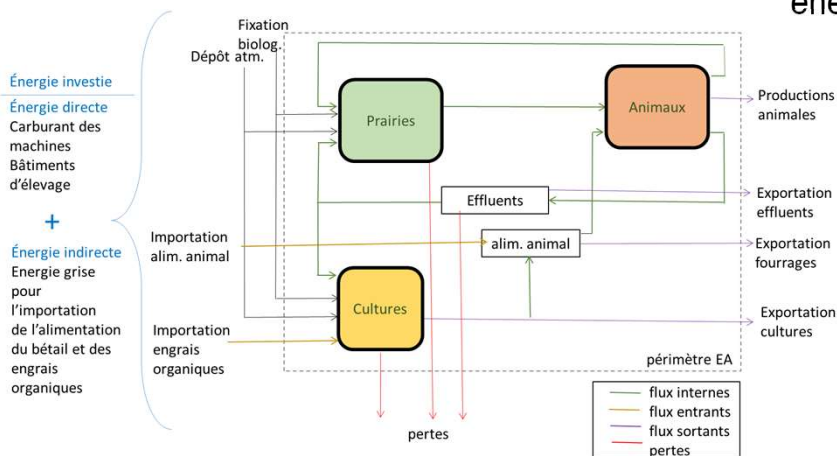 éne
Fixation
biolog.
Dépôt atm.
Énergie investie
Énergie directe
Carburant des
machines
Bâtiments
d'élevage
+
Énergie indirecte
Energie grise
pour
l'importation
de l'alimentation
du bétail et des
engrais
organiques
Importation
alim. animal
Importation
engrais
organiques
Prairies
Animaux
Effluents
alim. animal
Cultures
Productions
animales
Exportation
effluents
Exportation
fourrages
Exportation
cultures
périmètre EA
pertes
flux internes
flux entrants
flux sortants
pertes